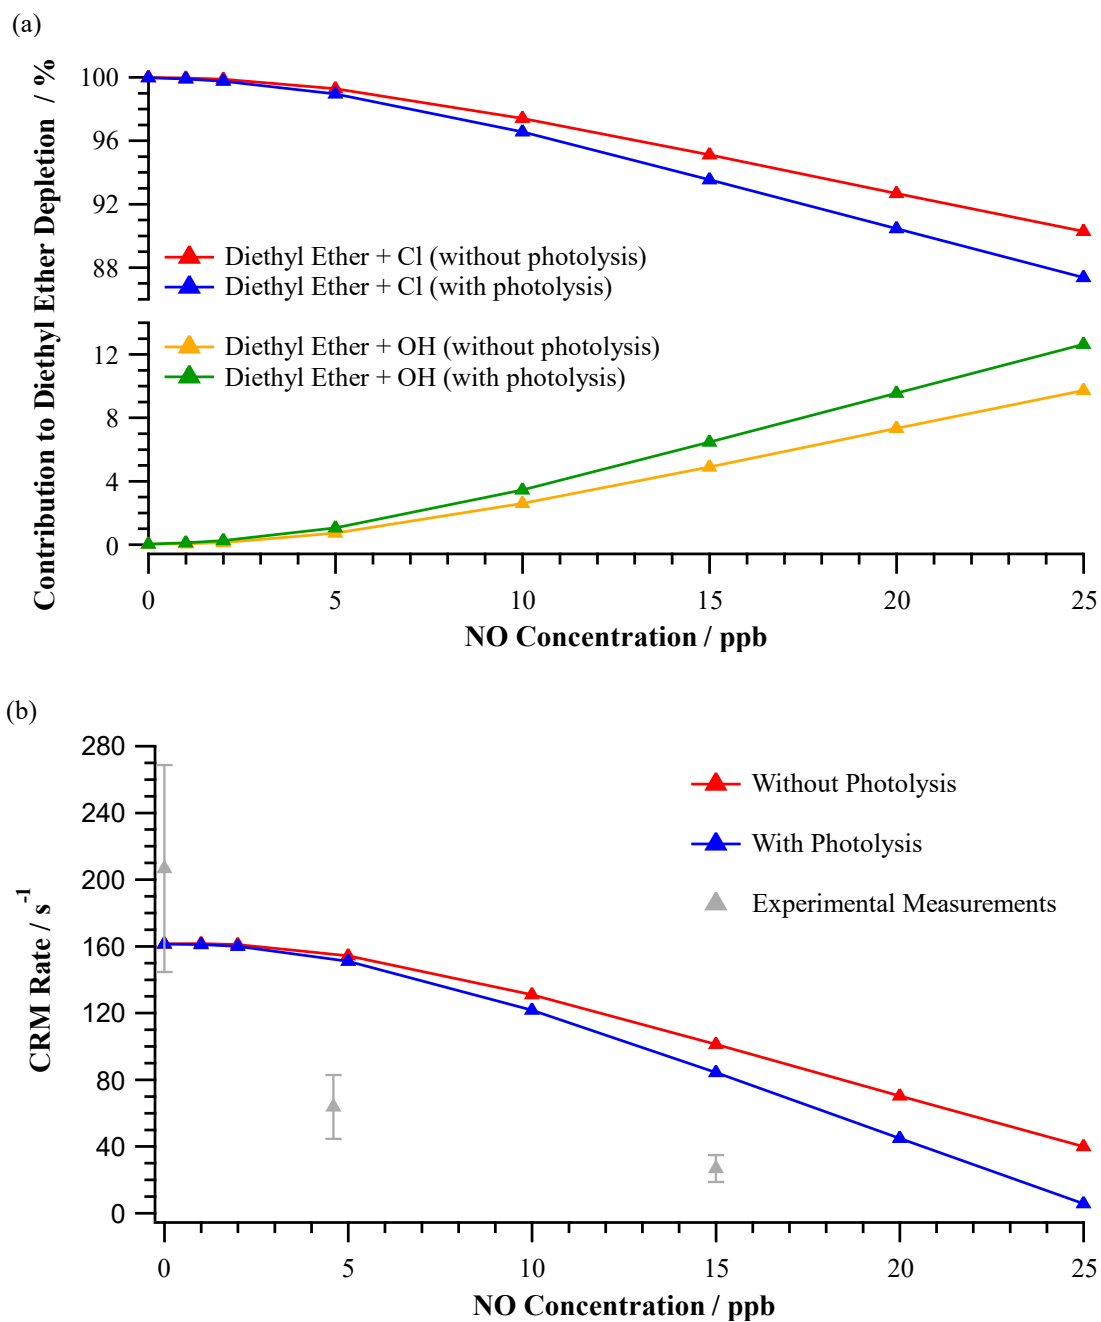 (a)
Contribution to Diethyl Ether Depletion / %
100
96
92
88
Diethyl Ether + Cl (without photolysis)
Diethyl Ether + Cl (with photolysis)
12
8
4
0
Diethyl Ether + OH (without photolysis)
Diethyl Ether + OH (with photolysis)
0 5 10 15 20 25
NO Concentration / ppb
(b)
CRM Rate / s⁻¹
280
240
200
160
120
80
40
0
Without Photolysis
With Photolysis
Experimental Measurements
0 5 10 15 20 25
NO Concentration / ppb